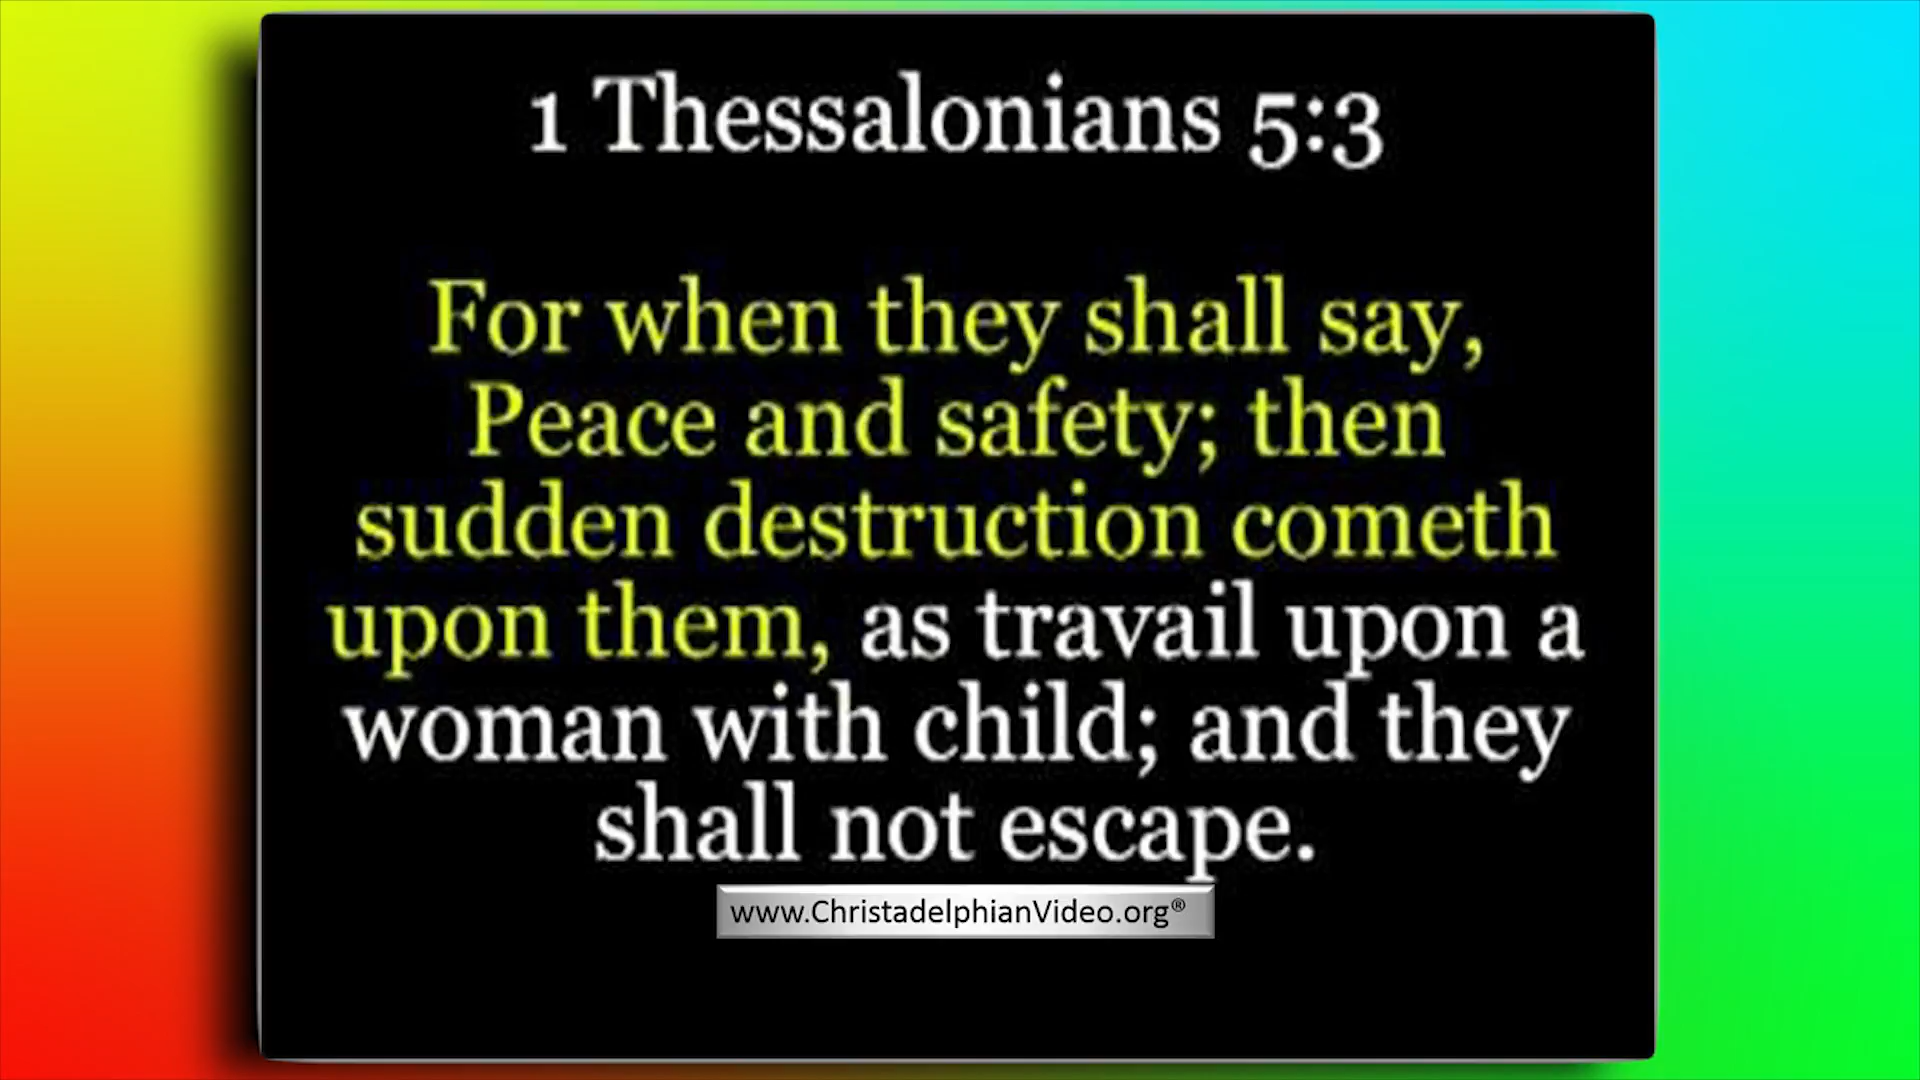 1 Thessalonians 5:3
For when they shall say,
Peace and safety; then
sudden destruction cometh
upon them, as travail upon a
woman with child; and they
shall not escape.
www.ChristadelphianVideo.org®